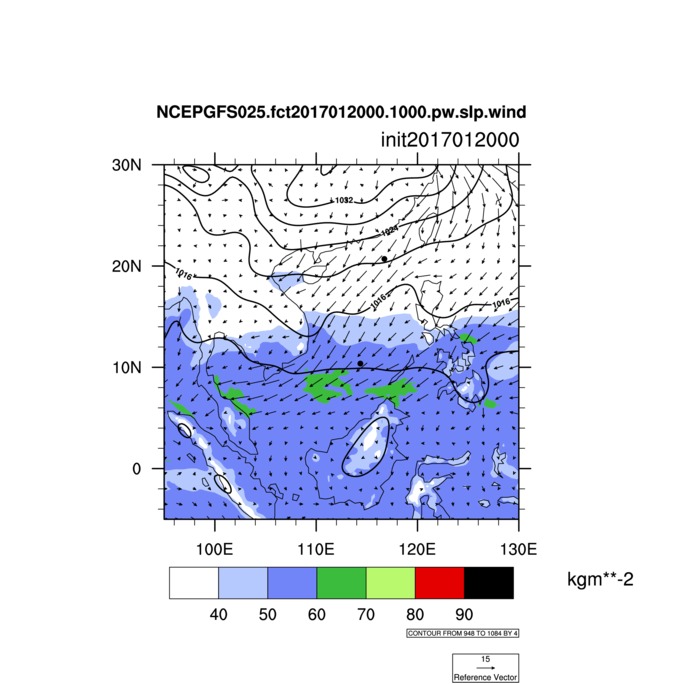 NCEPGFS025.fct2017012000.1000.pw.slp.wind
init2017012000
30N
20N
10N
0
1032
1024
1016
1016
1016
100E 110E 120E 130E
40 50 60 70 80 90
kgm**-2
CONTOUR FROM 948 TO 1084 BY 4
15
Reference Vector